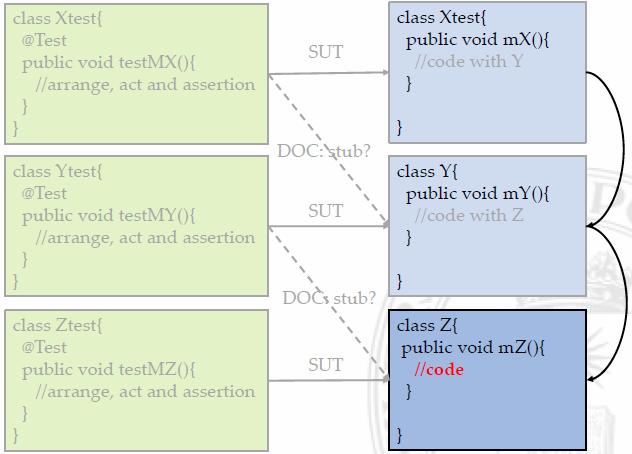 class Xtest{
@Test
public void testMX(){
//arrange, act and assertion
}
}
SUT
class Xtest{
public void mX(){
//code with Y
}
}
DOC: stub?
class Ytest{
@Test
public void testMY(){
//arrange, act and assertion
}
}
SUT
class Y{
public void mY(){
//code with Z
}
}
DOC: stub?
class Ztest{
@Test
public void testMZ(){
//arrange, act and assertion
}
}
SUT
class Z{
public void mZ(){
//code
}
}